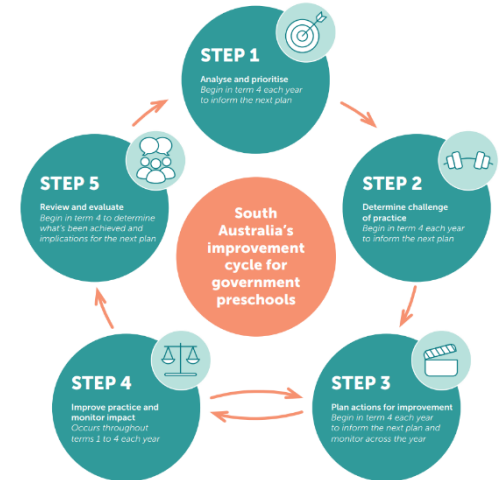 STEP 1
Analyse and prioritise
Begin in term 4 each year
to inform the next plan
STEP 2
Determine challenge
of practice
Begin in term 4 each year
to inform the next plan
STEP 3
Plan actions for improvement
Begin in term 4 each year
to inform the next plan and
monitor across the year
STEP 4
Improve practice and
monitor impact
Occurs throughout
terms 1 to 4 each year
STEP 5
Review and evaluate
Begin in term 4 to determine
what's been achieved and
implications for the next plan
South
Australia's
improvement
cycle for
government
preschools